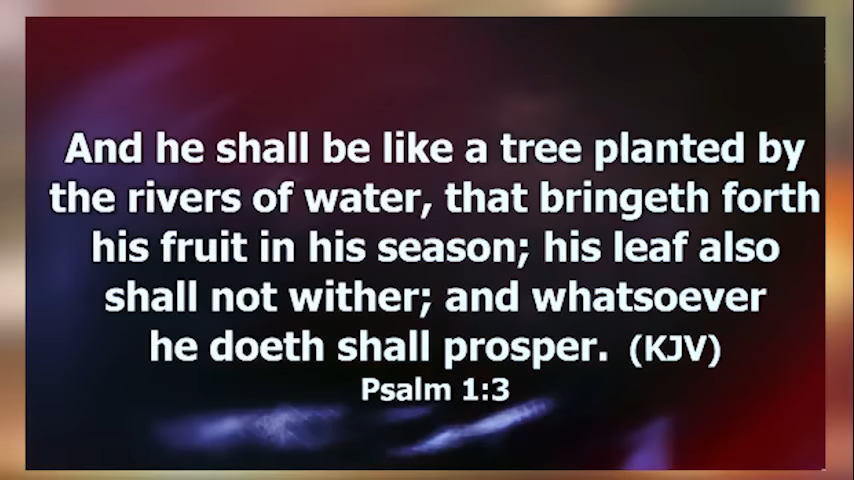 And he shall be like a tree planted by
the rivers of water, that bringeth forth
his fruit in his season; his leaf also
shall not wither; and whatsoever
he doeth shall prosper. (KJV)
Psalm 1:3